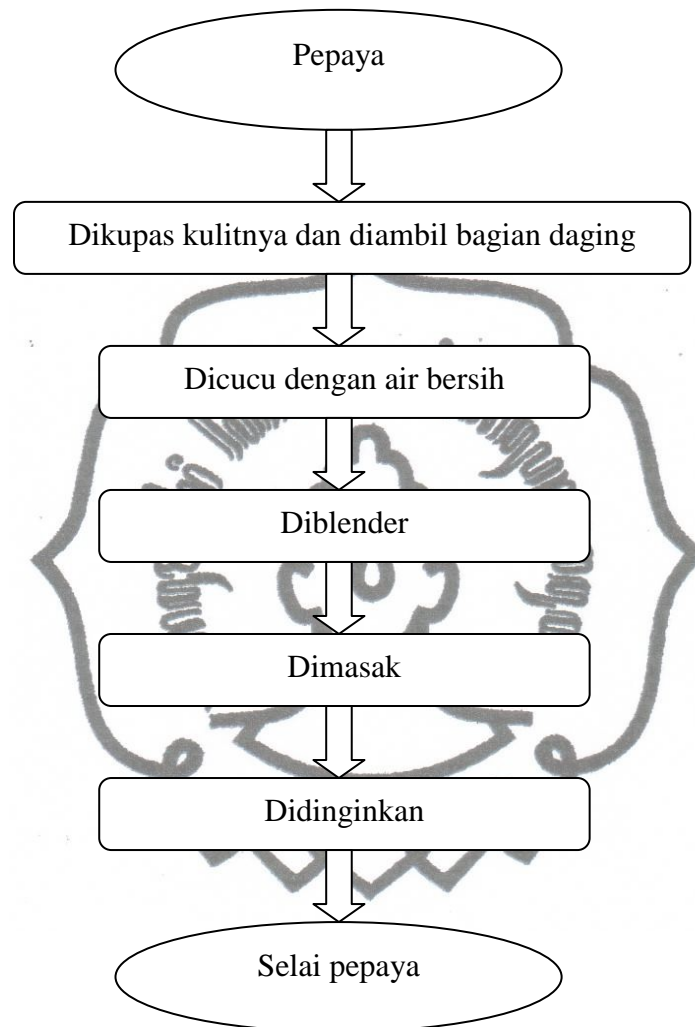 Pepaya
Dikupas kulitnya dan diambil bagian daging
Dicucu dengan air bersih
Diblender
Dimasak
Didinginkan
Selai pepaya